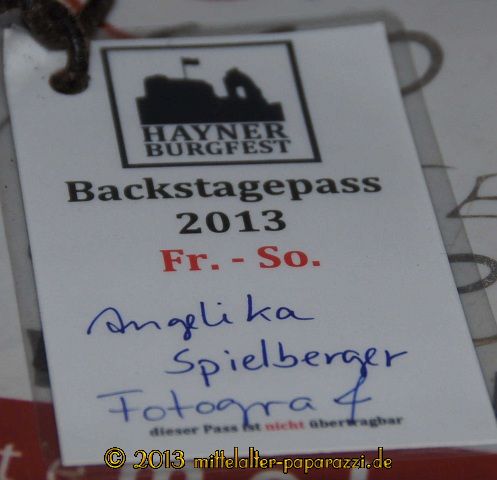 HAYNER
BURGFEST
Backstagepass
2013
Fr. - So.
Angelika
Spielberger
Fotograf
dieser Pass ist nicht übertragbar
© 2013 mittelalter-paparazzi.de